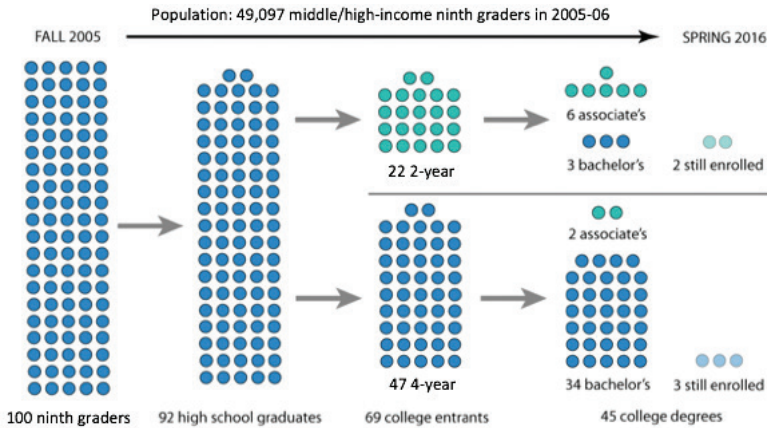 Population: 49,097 middle/high-income ninth graders in 2005-06
FALL 2005
SPRING 2016
6 associate's
3 bachelor's
2 still enrolled
22 2-year
2 associate's
47 4-year
34 bachelor's
3 still enrolled
100 ninth graders
92 high school graduates
69 college entrants
45 college degrees